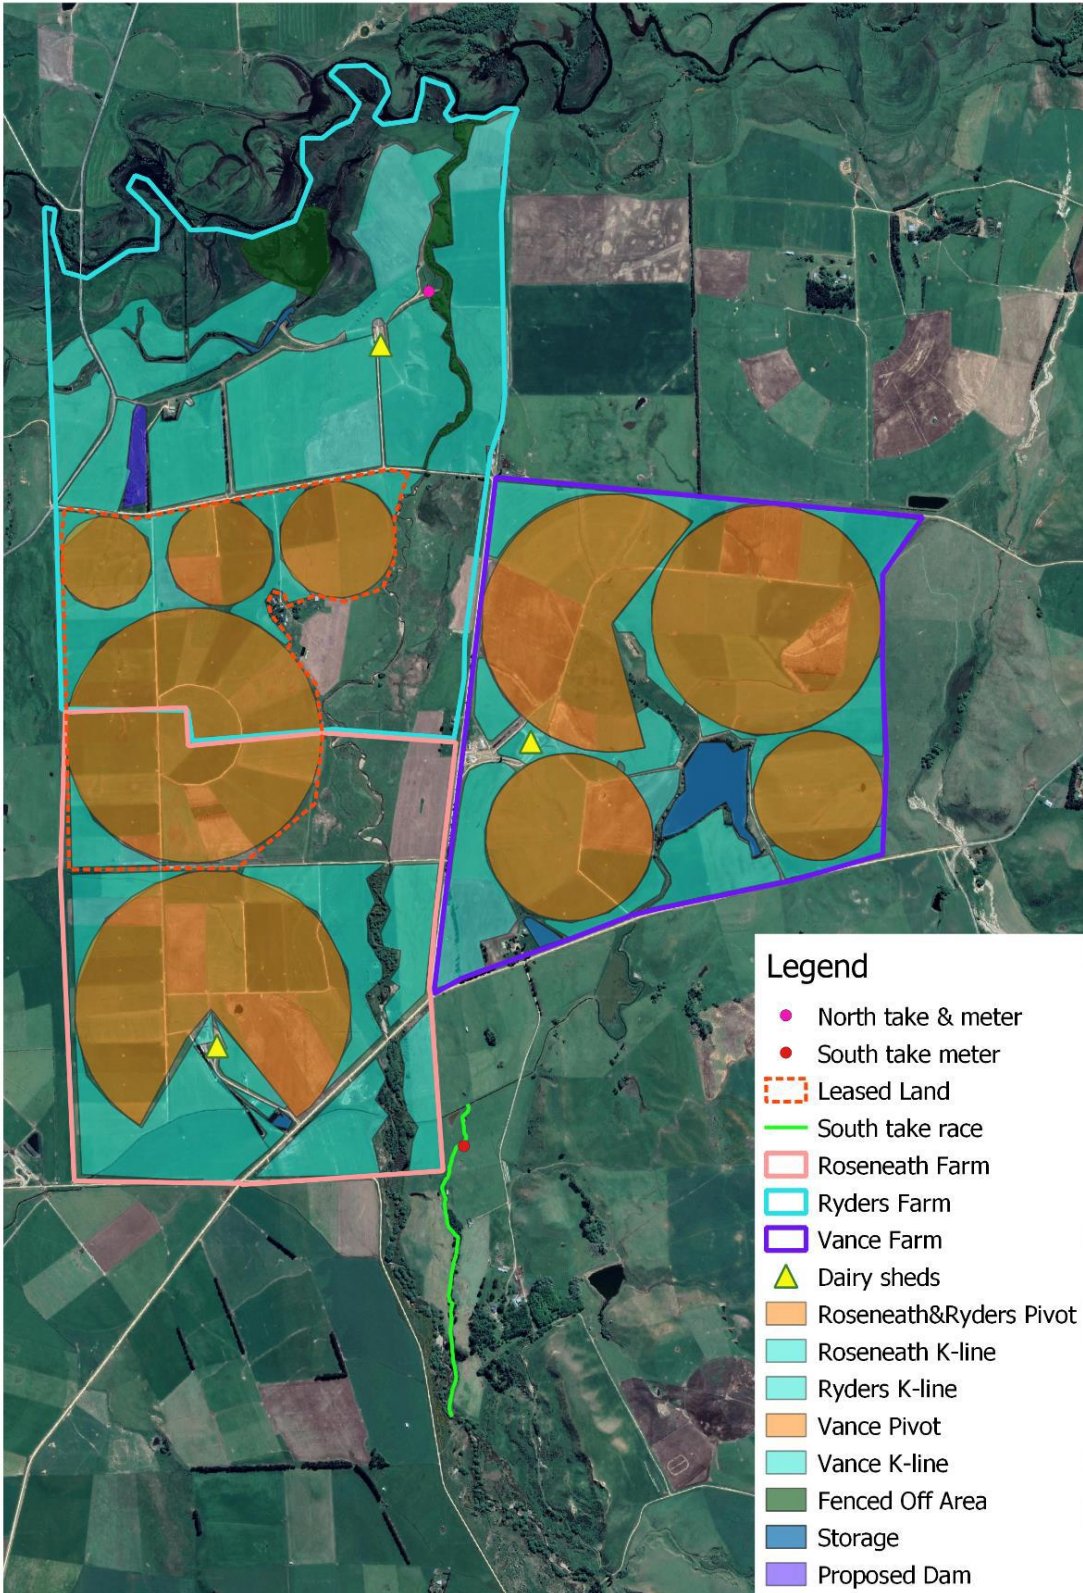 Legend
North take & meter
South take meter
Leased Land
South take race
Roseneath Farm
Ryders Farm
Vance Farm
Dairy sheds
Roseneath&Ryders Pivot
Roseneath K-line
Ryders K-line
Vance Pivot
Vance K-line
Fenced Off Area
Storage
Proposed Dam